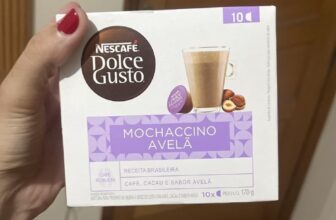 10
NESCAFÉ
DOLCE
GUSTO
MOCHACCINO
AVELÃ
RECEITA BRASILEIRA
CAFÉ, CACAU E SABOR AVELÃ
10x
170g